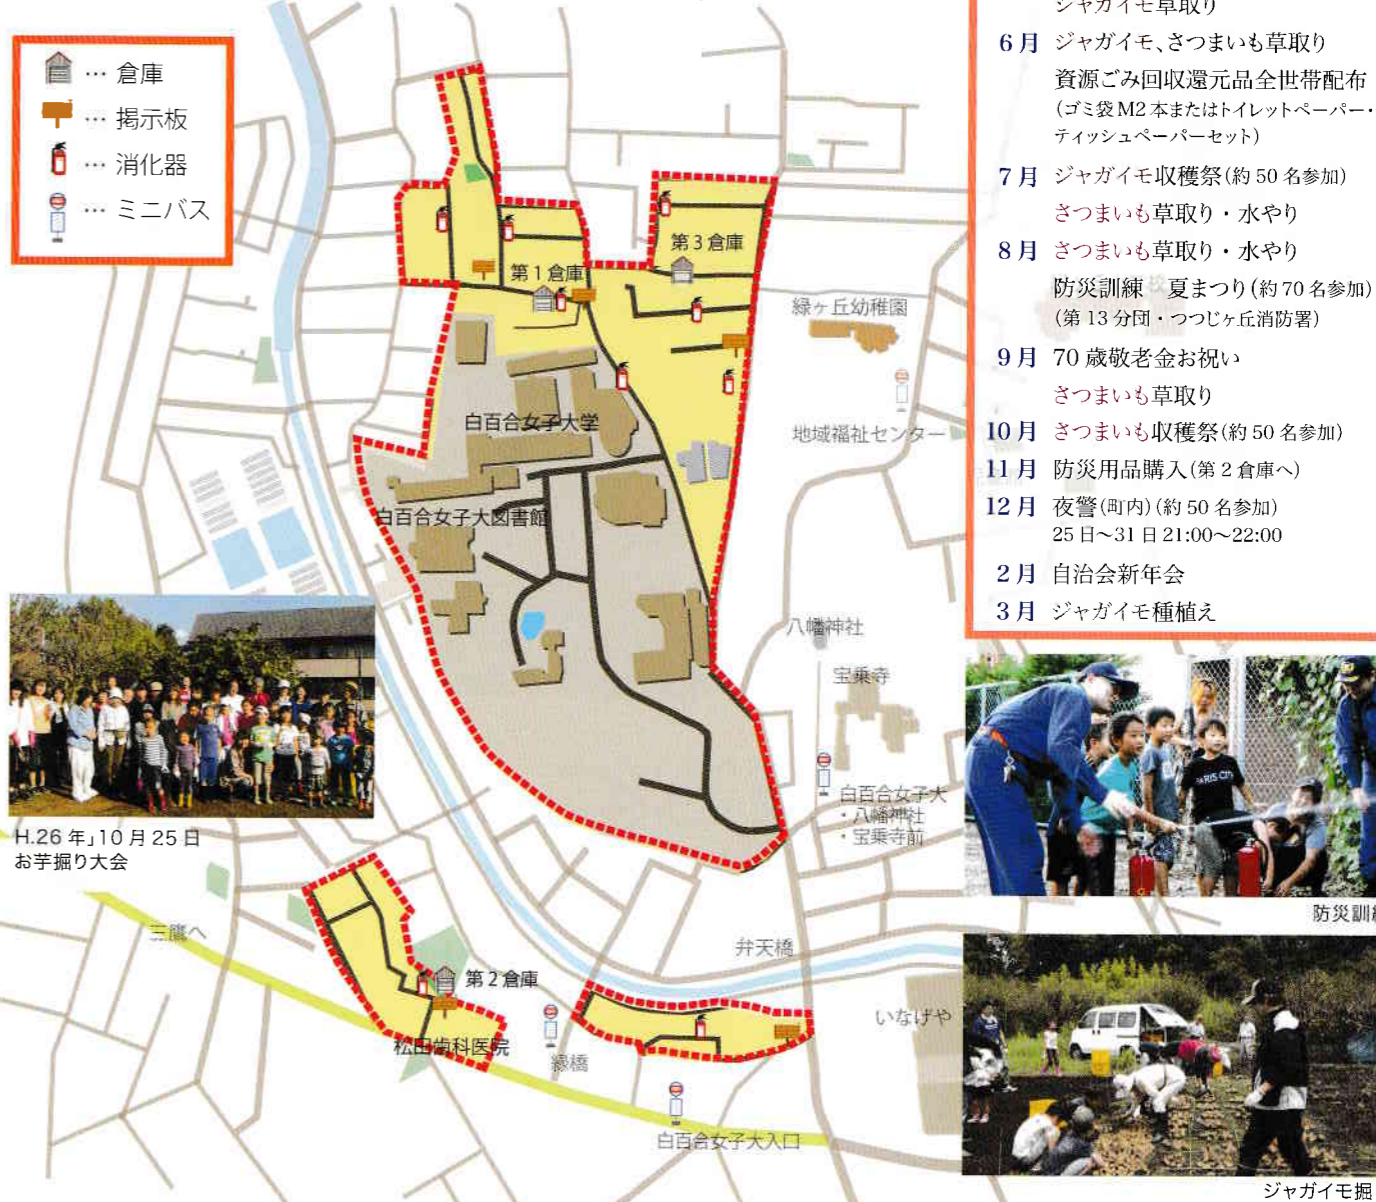 … 倉庫
… 掲示板
… 消化器
… ミニバス
第1倉庫
第3倉庫
緑ヶ丘幼稚園
地域福祉センター
白百合女子大学
白百合女子大図書館
八幡神社
宝乗寺
白百合女子大
・八幡神社
・宝乗寺前
H.26年」10月25日
お芋掘り大会
三鷹へ
第2倉庫
松田歯科医院
緑橋
弁天橋
いなげや
白百合女子大入口
ジャガイモ草取り
6月 ジャガイモ、さつまいも草取り
資源ごみ回収還元品全世帯配布
(ゴミ袋M2本またはトイレットペーパー・
ティッシュペーパーセット)
7月 ジャガイモ収穫祭(約50名参加)
さつまいも草取り・水やり
8月 さつまいも草取り・水やり
防災訓練 夏まつり(約70名参加)
(第13分団・つつじヶ丘消防署)
9月 70歳敬老金お祝い
さつまいも草取り
10月 さつまいも収穫祭(約50名参加)
11月 防災用品購入(第2倉庫へ)
12月 夜警(町内)(約50名参加)
25日~31日 21:00~22:00
2月 自治会新年会
3月 ジャガイモ種植え
PARIS CITY
防災訓
ジャガイモ掘